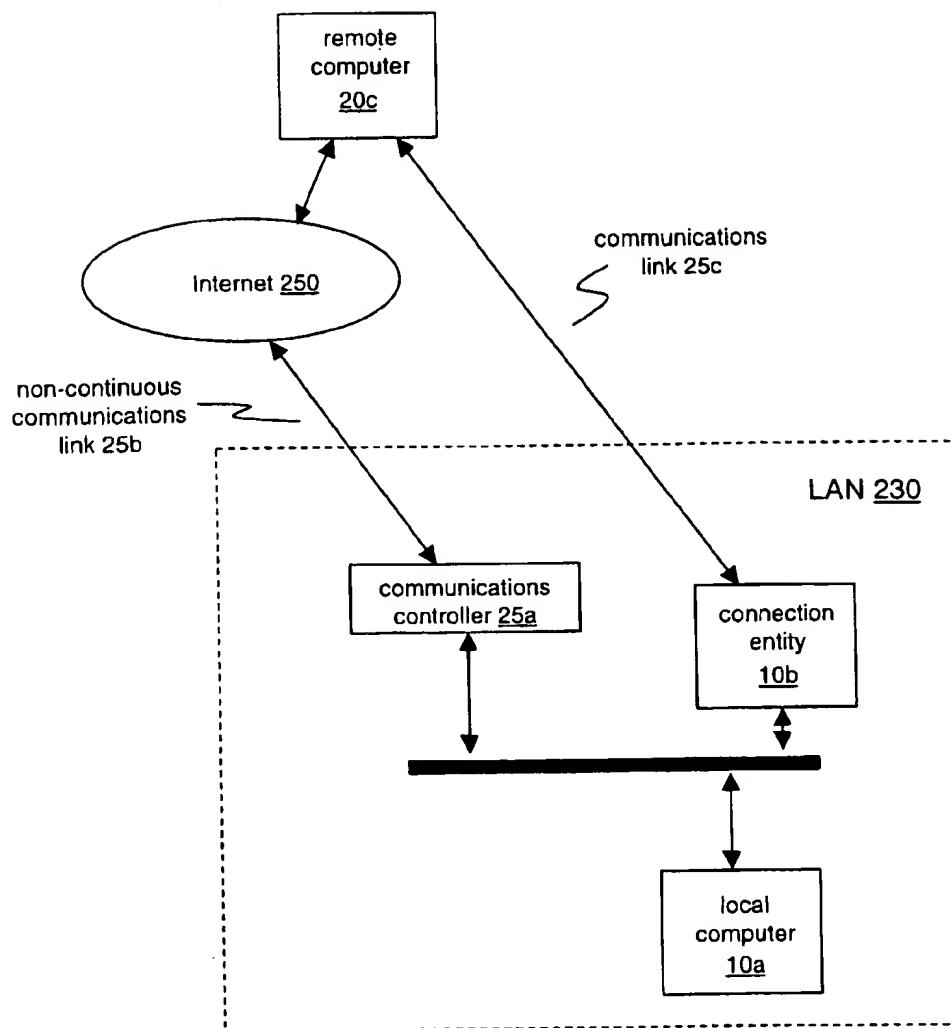 remote
computer
20c
communications
link 25c
Internet 250
non-continuous
communications
link 25b
LAN 230
communications
controller 25a
connection
entity
10b
local
computer
10a